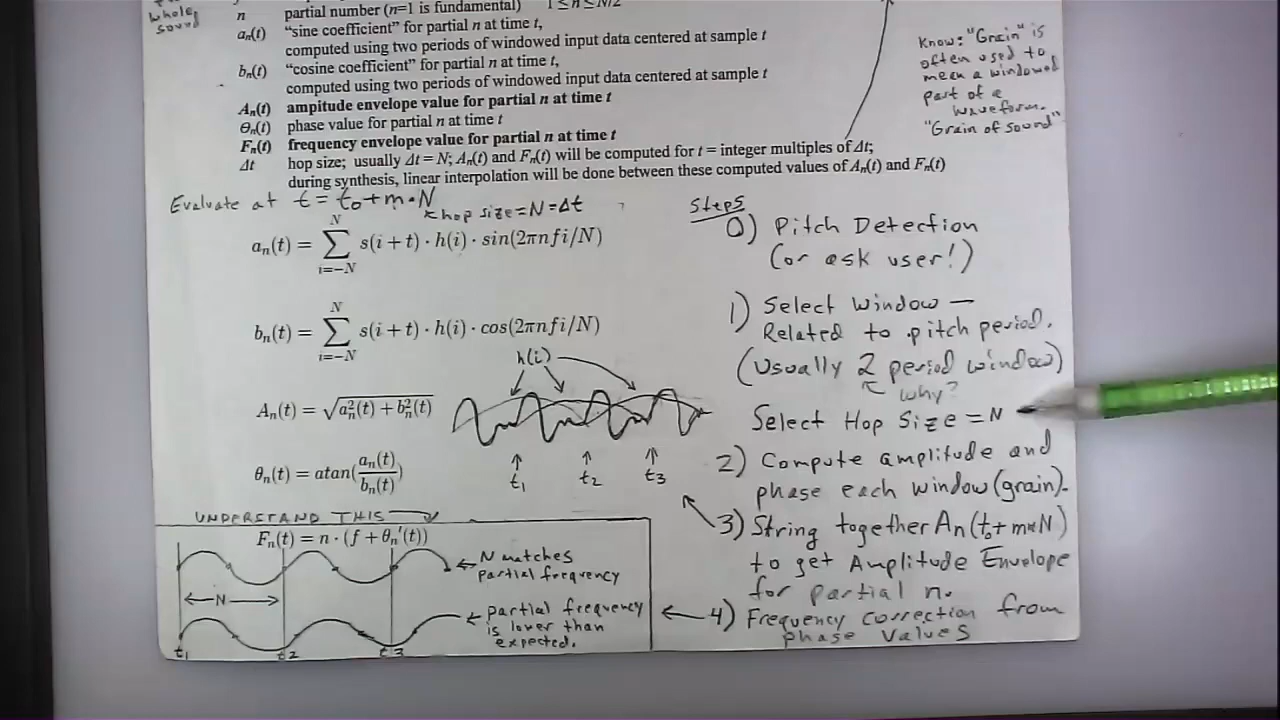 whole
sound
n partial number (n=1 is fundamental) 1 ≤ n ≤ N/2
aₙ(t) “sine coefficient” for partial n at time t,
computed using two periods of windowed input data centered at sample t
bₙ(t) “cosine coefficient” for partial n at time t,
computed using two periods of windowed input data centered at sample t
Aₙ(t) ampitude envelope value for partial n at time t
Θₙ(t) phase value for partial n at time t
Fₙ(t) frequency envelope value for partial n at time t
Δt hop size; usually Δt = N; Aₙ(t) and Fₙ(t) will be computed for t = integer multiples of Δt;
during synthesis, linear interpolation will be done between these computed values of Aₙ(t) and Fₙ(t)
Know: "Grain" is
often used to
mean a windowed
part of a
waveform.
"Grain of sound"
Evaluate at t = t₀ + m • N
hop size = N = Δt
aₙ(t) = ∑ᵢ₌₋ₙᴺ s(i + t) · h(i) · sin(2πnfi/N)
bₙ(t) = ∑ᵢ₌₋ₙᴺ s(i + t) · h(i) · cos(2πnfi/N)
h(i)
Aₙ(t) = √(aₙ²(t) + bₙ²(t))
t₁ t₂ t₃
θₙ(t) = atan(aₙ(t)/bₙ(t))
UNDERSTAND THIS
Fₙ(t) = n · (f + θₙ′(t))
N matches
partial frequency
N
partial frequency
is lower than
expected.
t₁ t₂ t₃
Steps
0) Pitch Detection
(or ask user!)
1) Select Window —
Related to pitch period.
(Usually 2 period window)
why?
Select Hop Size = N
2) Compute amplitude and
phase each window (grain).
3) String together Aₙ(t₀ + m*N)
to get Amplitude Envelope
for partial n.
4) Frequency correction from
phase values